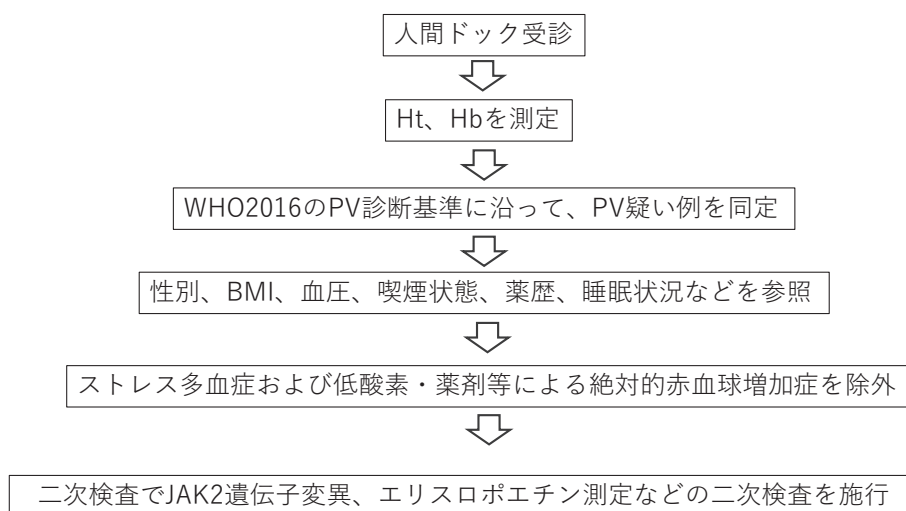 人間ドック受診
Ht、Hbを測定
WHO2016のPV診断基準に沿って、PV疑い例を同定
性別、BMI、血圧、喫煙状態、薬歴、睡眠状況などを参照
ストレス多血症および低酸素・薬剤等による絶対的赤血球増加症を除外
二次検査でJAK2遺伝子変異、エリスロポエチン測定などの二次検査を施行